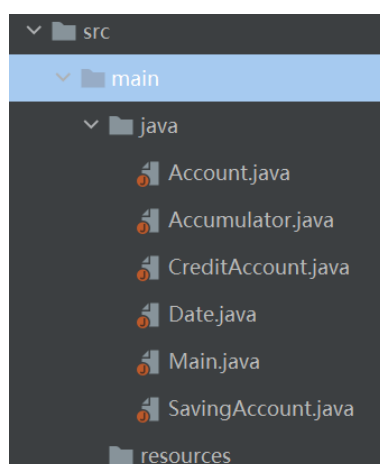 src
main
java
Account.java
Accumulator.java
CreditAccount.java
Date.java
Main.java
SavingAccount.java
resources